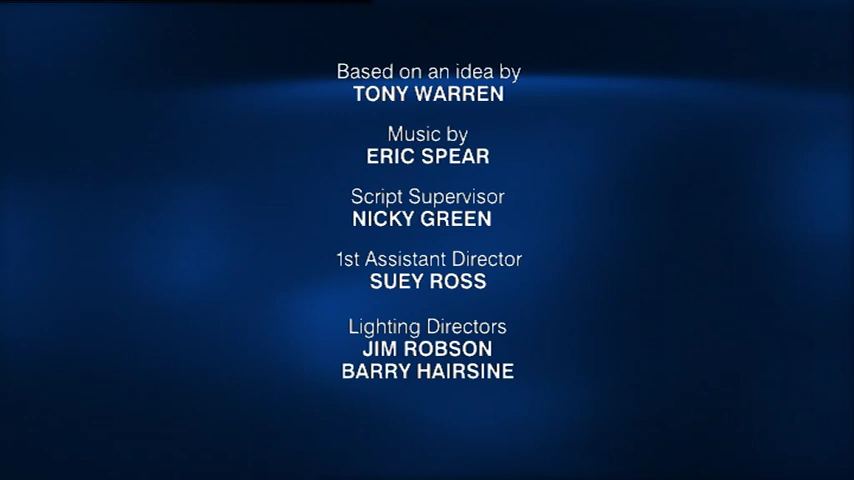 Based on an idea by
TONY WARREN
Music by
ERIC SPEAR
Script Supervisor
NICKY GREEN
1st Assistant Director
SUEY ROSS
Lighting Directors
JIM ROBSON
BARRY HAIRSINE